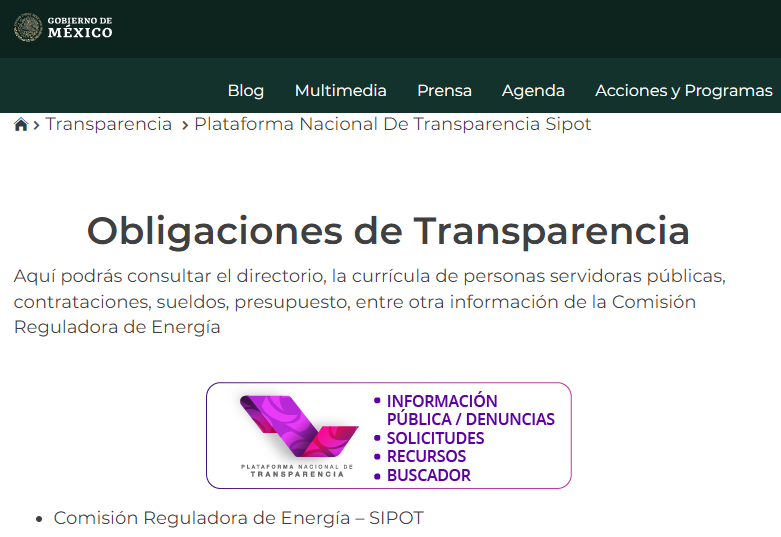 GOBIERNO DE
MÉXICO
Blog Multimedia Prensa Agenda Acciones y Programas
Transparencia > Plataforma Nacional De Transparencia Sipot
Obligaciones de Transparencia
Aquí podrás consultar el directorio, la currícula de personas servidoras públicas,
contrataciones, sueldos, presupuesto, entre otra información de la Comisión
Reguladora de Energía
PLATAFORMA NACIONAL DE
TRANSPARENCIA
• INFORMACIÓN
PÚBLICA / DENUNCIAS
• SOLICITUDES
• RECURSOS
• BUSCADOR
• Comisión Reguladora de Energía – SIPOT